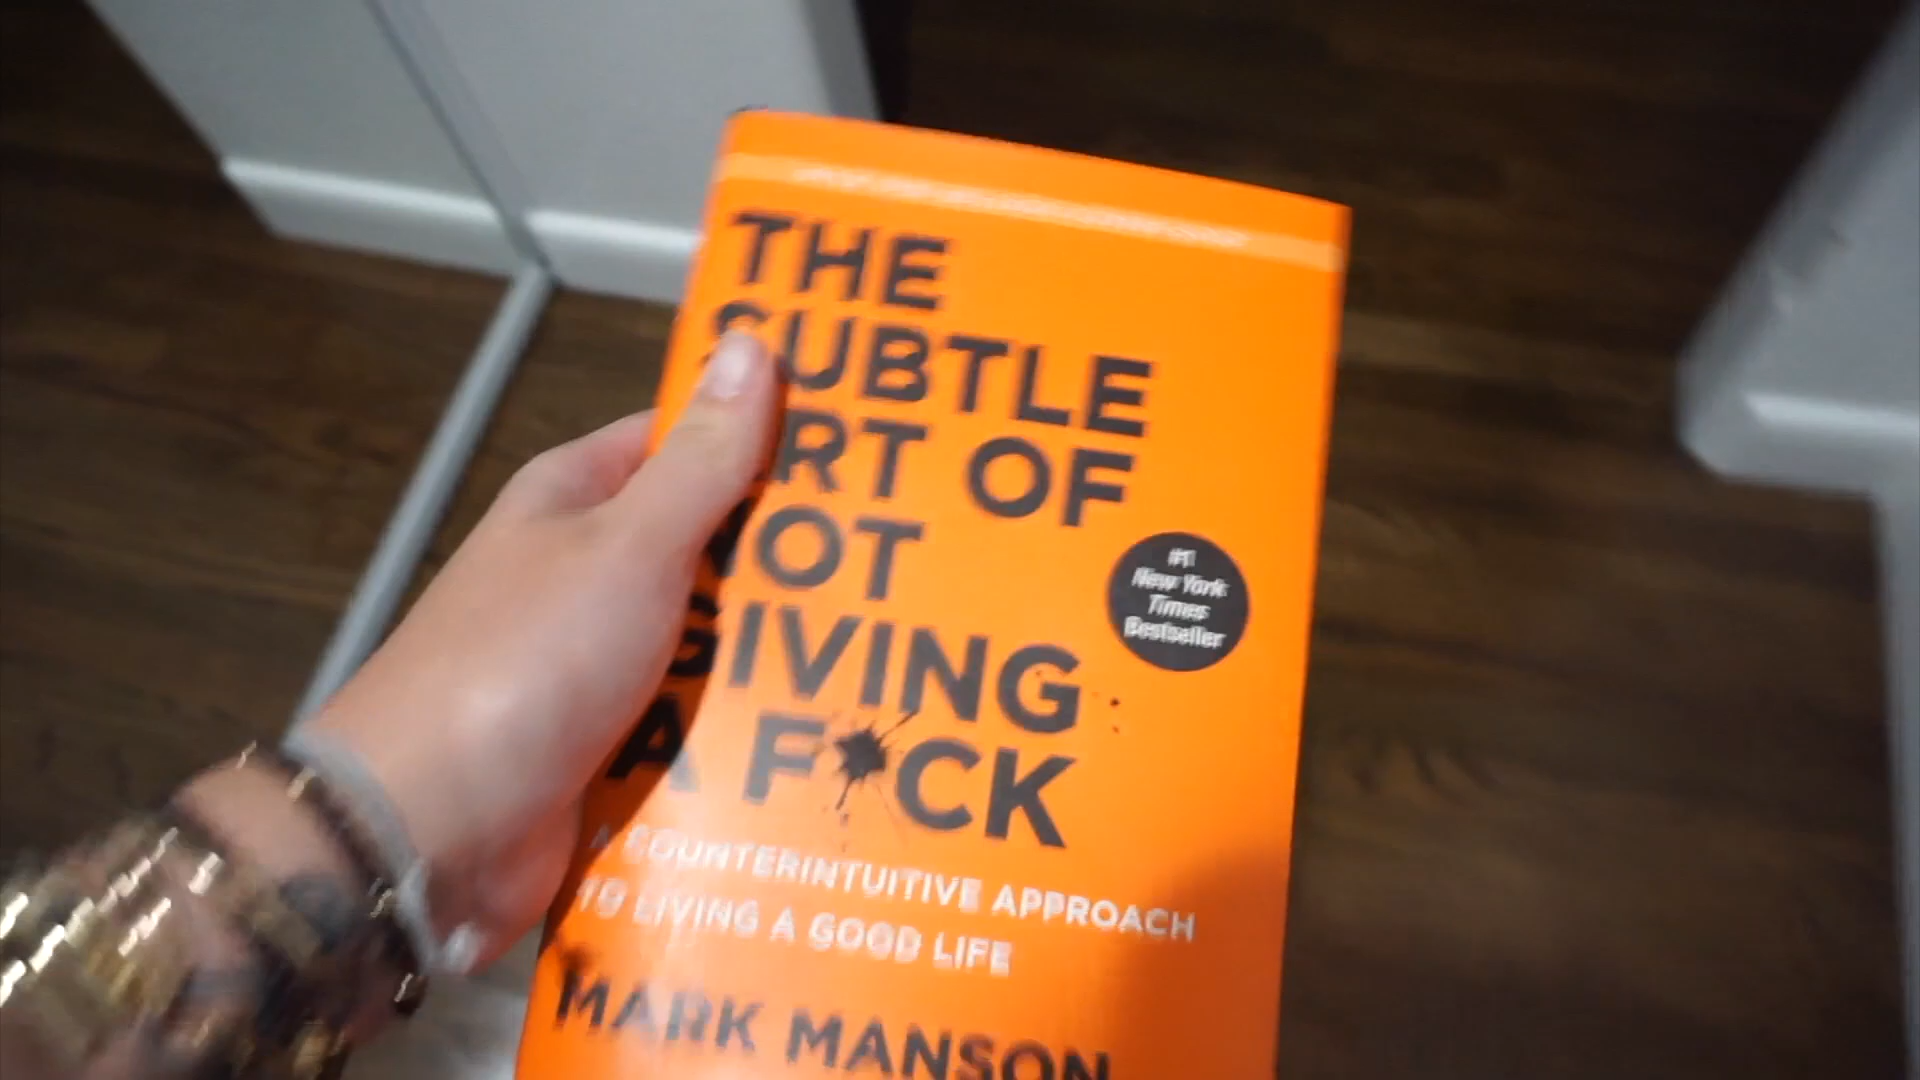 THE
SUBTLE
ART OF
NOT
GIVING
A F*CK
#1
New York
Times
Bestseller
A COUNTERINTUITIVE APPROACH
TO LIVING A GOOD LIFE
MARK MANSON